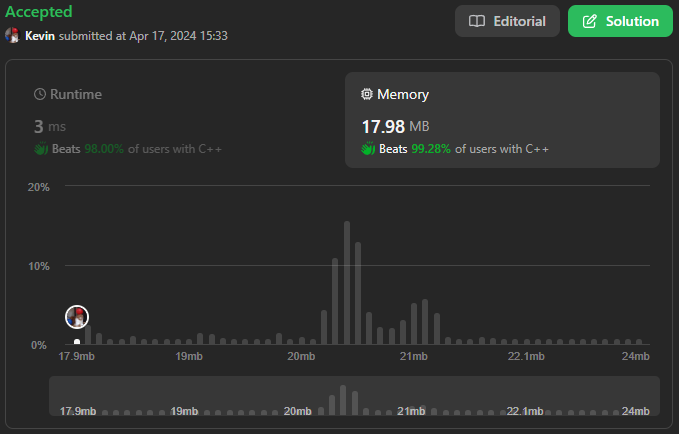 Accepted
Editorial
Solution
Kevin submitted at Apr 17, 2024 15:33
Runtime
Memory
3 ms
17.98 MB
Beats 98.00% of users with C++
Beats 99.28% of users with C++
20%
10%
0%
17.9mb 19mb 20mb 21mb 22.1mb 24mb
17.9mb 19mb 20mb 21mb 22.1mb 24mb